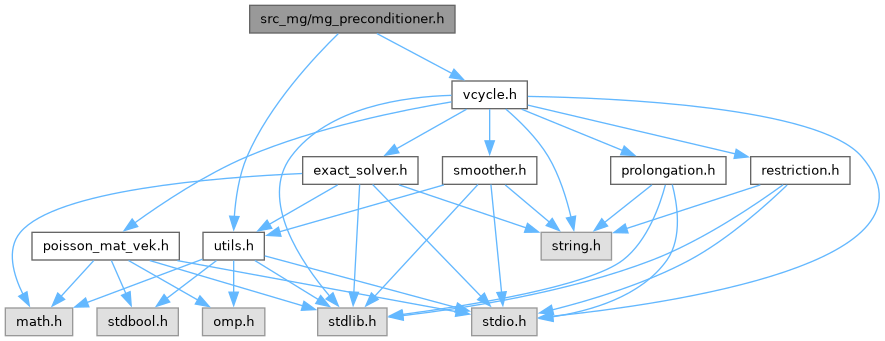 src_mg/mg_preconditioner.h
vcycle.h
exact_solver.h
smoother.h
prolongation.h
restriction.h
poisson_mat_vek.h
utils.h
string.h
math.h
stdbool.h
omp.h
stdlib.h
stdio.h